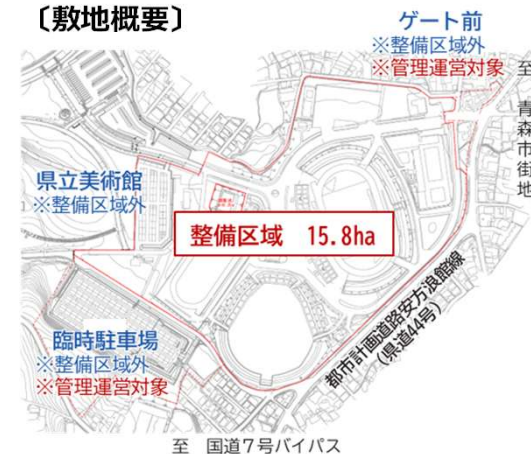 〔敷地概要〕
ゲート前
※整備区域外
※管理運営対象
至 青森市街地
県立美術館
※整備区域外
整備区域 15.8ha
臨時駐車場
※整備区域外
※管理運営対象
都市計画道路安方浪館線
(県道44号)
至 国道7号バイパス